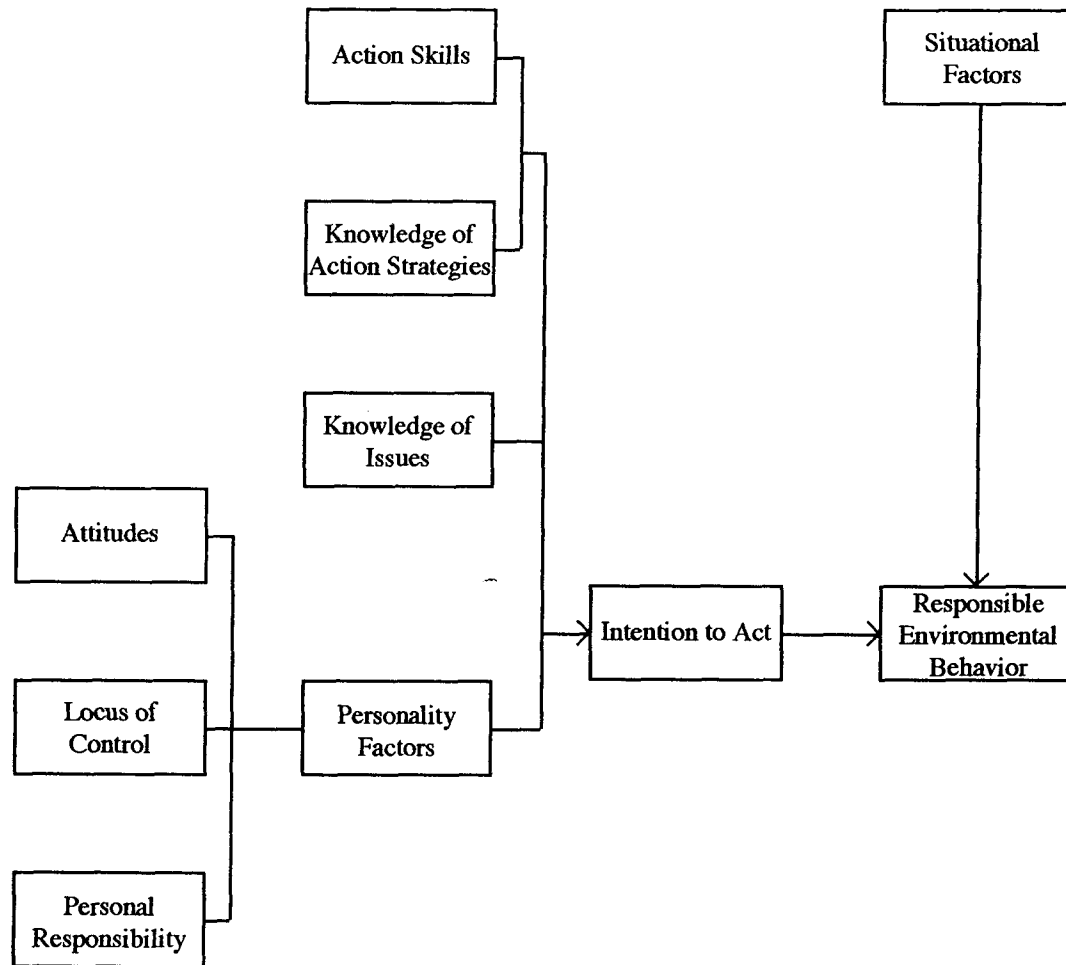 Action Skills
Situational
Factors
Knowledge of
Action Strategies
Knowledge of
Issues
Attitudes
Intention to Act
Responsible
Environmental
Behavior
Locus of
Control
Personality
Factors
Personal
Responsibility